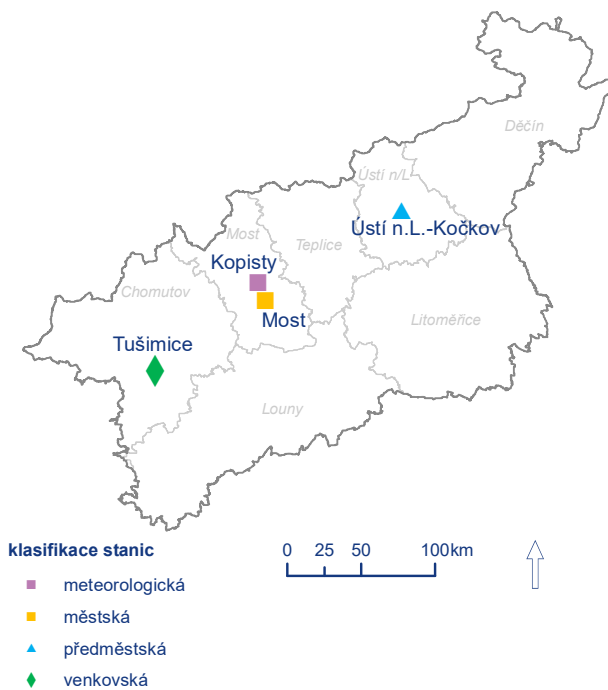 Děčín
Ústí n/L
Ústí n.L.-Kočkov
Most
Teplice
Kopisty
Chomutov
Most
Litoměřice
Tušimice
Louny
klasifikace stanic
0 25 50 100km
meteorologická
městská
předměstská
venkovská